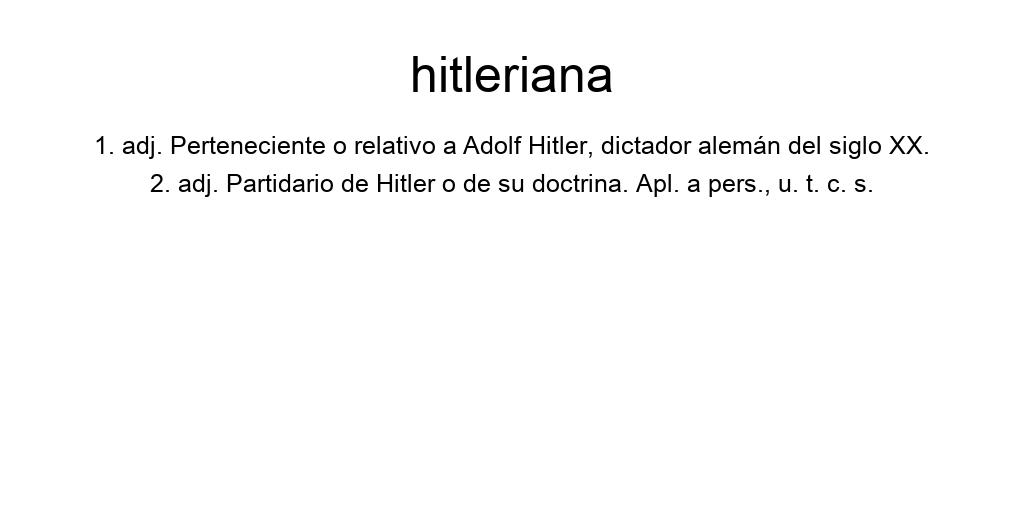 hitleriana
1. adj. Perteneciente o relativo a Adolf Hitler, dictador alemán del siglo XX.
2. adj. Partidario de Hitler o de su doctrina. Apl. a pers., u. t. c. s.